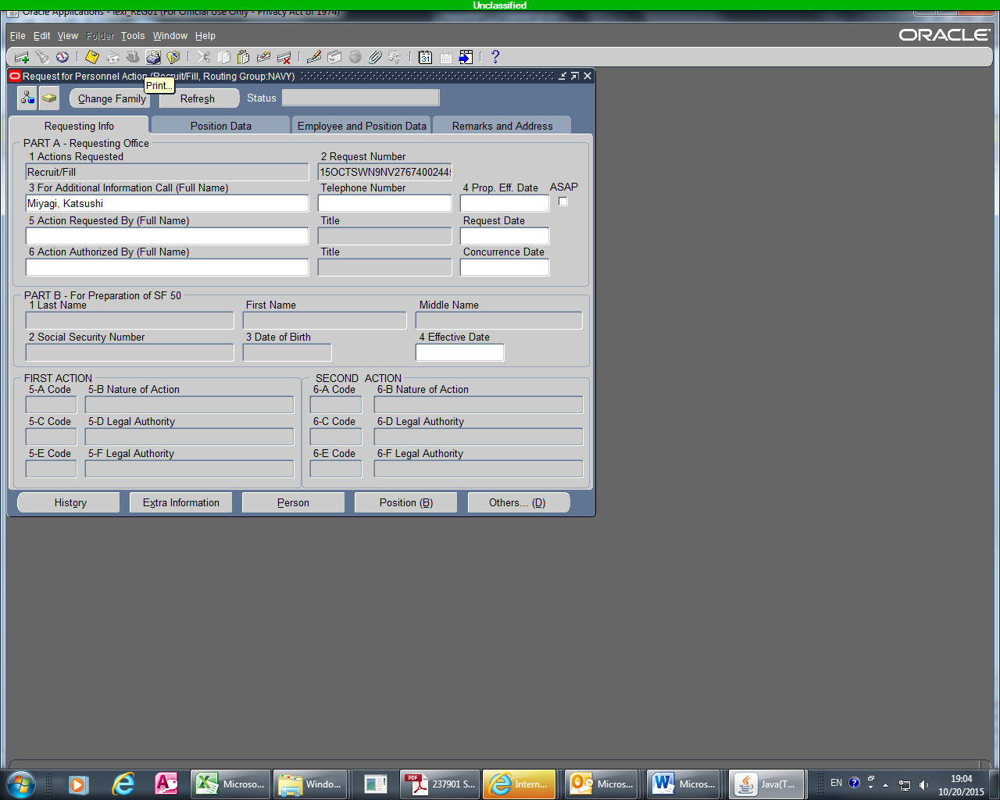 Unclassified
Oracle Applications - Texi_REG01 (For Official Use Only - Privacy Act of 1974)
File Edit View Folder Tools Window Help
ORACLE
31 ?
Request for Personnel Action (Recruit/Fill, Routing Group:NAVY)
Print...
Change Family Refresh Status
Requesting Info Position Data Employee and Position Data Remarks and Address
PART A - Requesting Office
1 Actions Requested 2 Request Number
Recruit/Fill 15OCTSWN9NV2767400244
3 For Additional Information Call (Full Name) Telephone Number 4 Prop. Eff. Date ASAP
Miyagi, Katsushi
5 Action Requested By (Full Name) Title Request Date
6 Action Authorized By (Full Name) Title Concurrence Date
PART B - For Preparation of SF 50
1 Last Name First Name Middle Name
2 Social Security Number 3 Date of Birth 4 Effective Date
FIRST ACTION SECOND ACTION
5-A Code 5-B Nature of Action 6-A Code 6-B Nature of Action
5-C Code 5-D Legal Authority 6-C Code 6-D Legal Authority
5-E Code 5-F Legal Authority 6-E Code 6-F Legal Authority
History Extra Information Person Position (B) Others... (D)
Microso... Windo... PDF 237901 S... Intern... Micros... Micros... Java(T... EN ? 19:04
10/20/2015